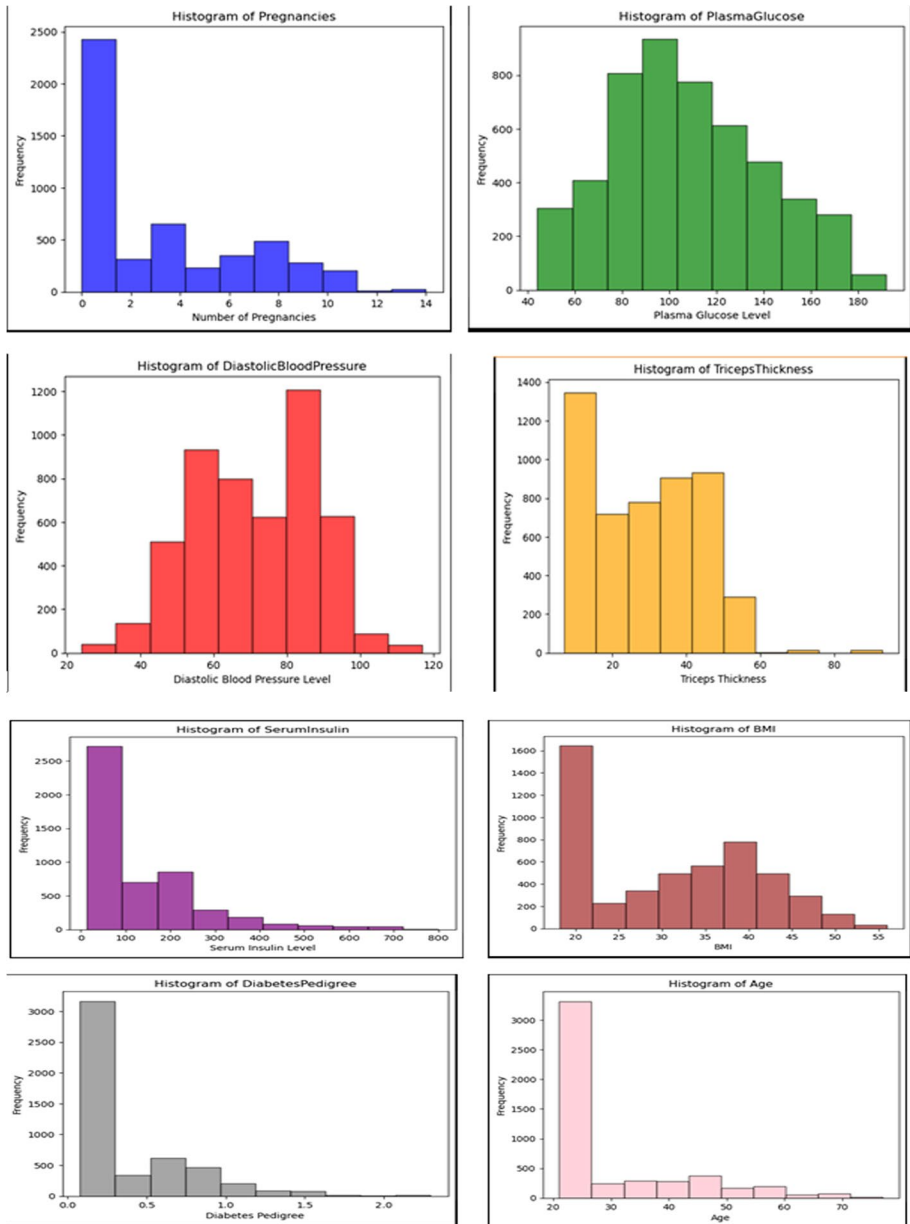 Histogram of Pregnancies
2500
2000
1500
1000
500
0
Frequency
0 2 4 6 8 10 12 14
Number of Pregnancies
Histogram of PlasmaGlucose
800
600
400
200
0
Frequency
40 60 80 100 120 140 160 180
Plasma Glucose Level
Histogram of DiastolicBloodPressure
1200
1000
800
600
400
200
0
Frequency
20 40 60 80 100 120
Diastolic Blood Pressure Level
Histogram of TricepsThickness
1400
1200
1000
800
600
400
200
0
Frequency
20 40 60 80
Triceps Thickness
Histogram of SerumInsulin
2500
2000
1500
1000
500
0
Frequency
0 100 200 300 400 500 600 700 800
Serum Insulin Level
Histogram of BMI
1600
1400
1200
1000
800
600
400
200
0
Frequency
20 25 30 35 40 45 50 55
BMI
Histogram of DiabetesPedigree
3000
2500
2000
1500
1000
500
0
Frequency
0.0 0.5 1.0 1.5 2.0
Diabetes Pedigree
Histogram of Age
3000
2500
2000
1500
1000
500
0
Frequency
20 30 40 50 60 70
Age